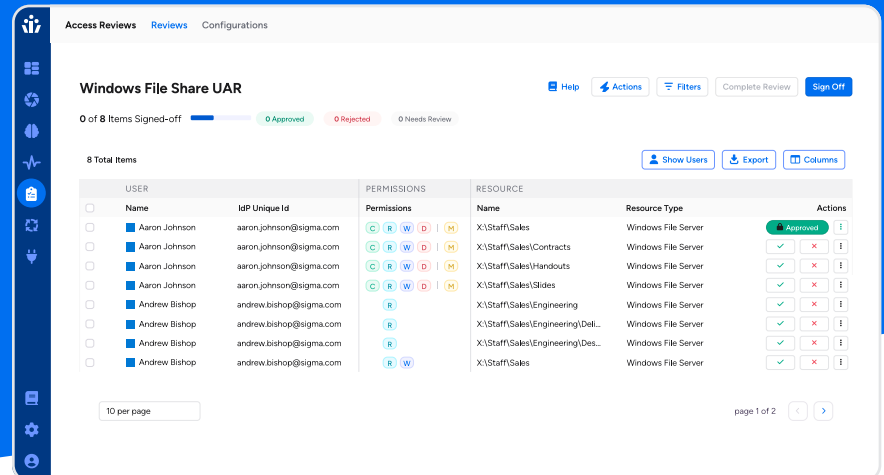 Access Reviews Reviews Configurations
Windows File Share UAR
Help Actions Filters Complete Review Sign Off
0 of 8 Items Signed-off 0 Approved 0 Rejected 0 Needs Review
8 Total Items Show Users Export Columns
USER PERMISSIONS RESOURCE
Name IdP Unique Id Permissions Name Resource Type Actions
Aaron Johnson aaron.johnson@sigma.com C R W D | M X:\Staff\Sales Windows File Server Approved
Aaron Johnson aaron.johnson@sigma.com C R W D | M X:\Staff\Sales\Contracts Windows File Server
Aaron Johnson aaron.johnson@sigma.com C R W D | M X:\Staff\Sales\Handouts Windows File Server
Aaron Johnson aaron.johnson@sigma.com C R W D | M X:\Staff\Sales\Slides Windows File Server
Andrew Bishop andrew.bishop@sigma.com R X:\Staff\Sales\Engineering Windows File Server
Andrew Bishop andrew.bishop@sigma.com R X:\Staff\Sales\Engineering\Deli... Windows File Server
Andrew Bishop andrew.bishop@sigma.com R X:\Staff\Sales\Engineering\Des... Windows File Server
Andrew Bishop andrew.bishop@sigma.com R W X:\Staff\Sales Windows File Server
10 per page page 1 of 2